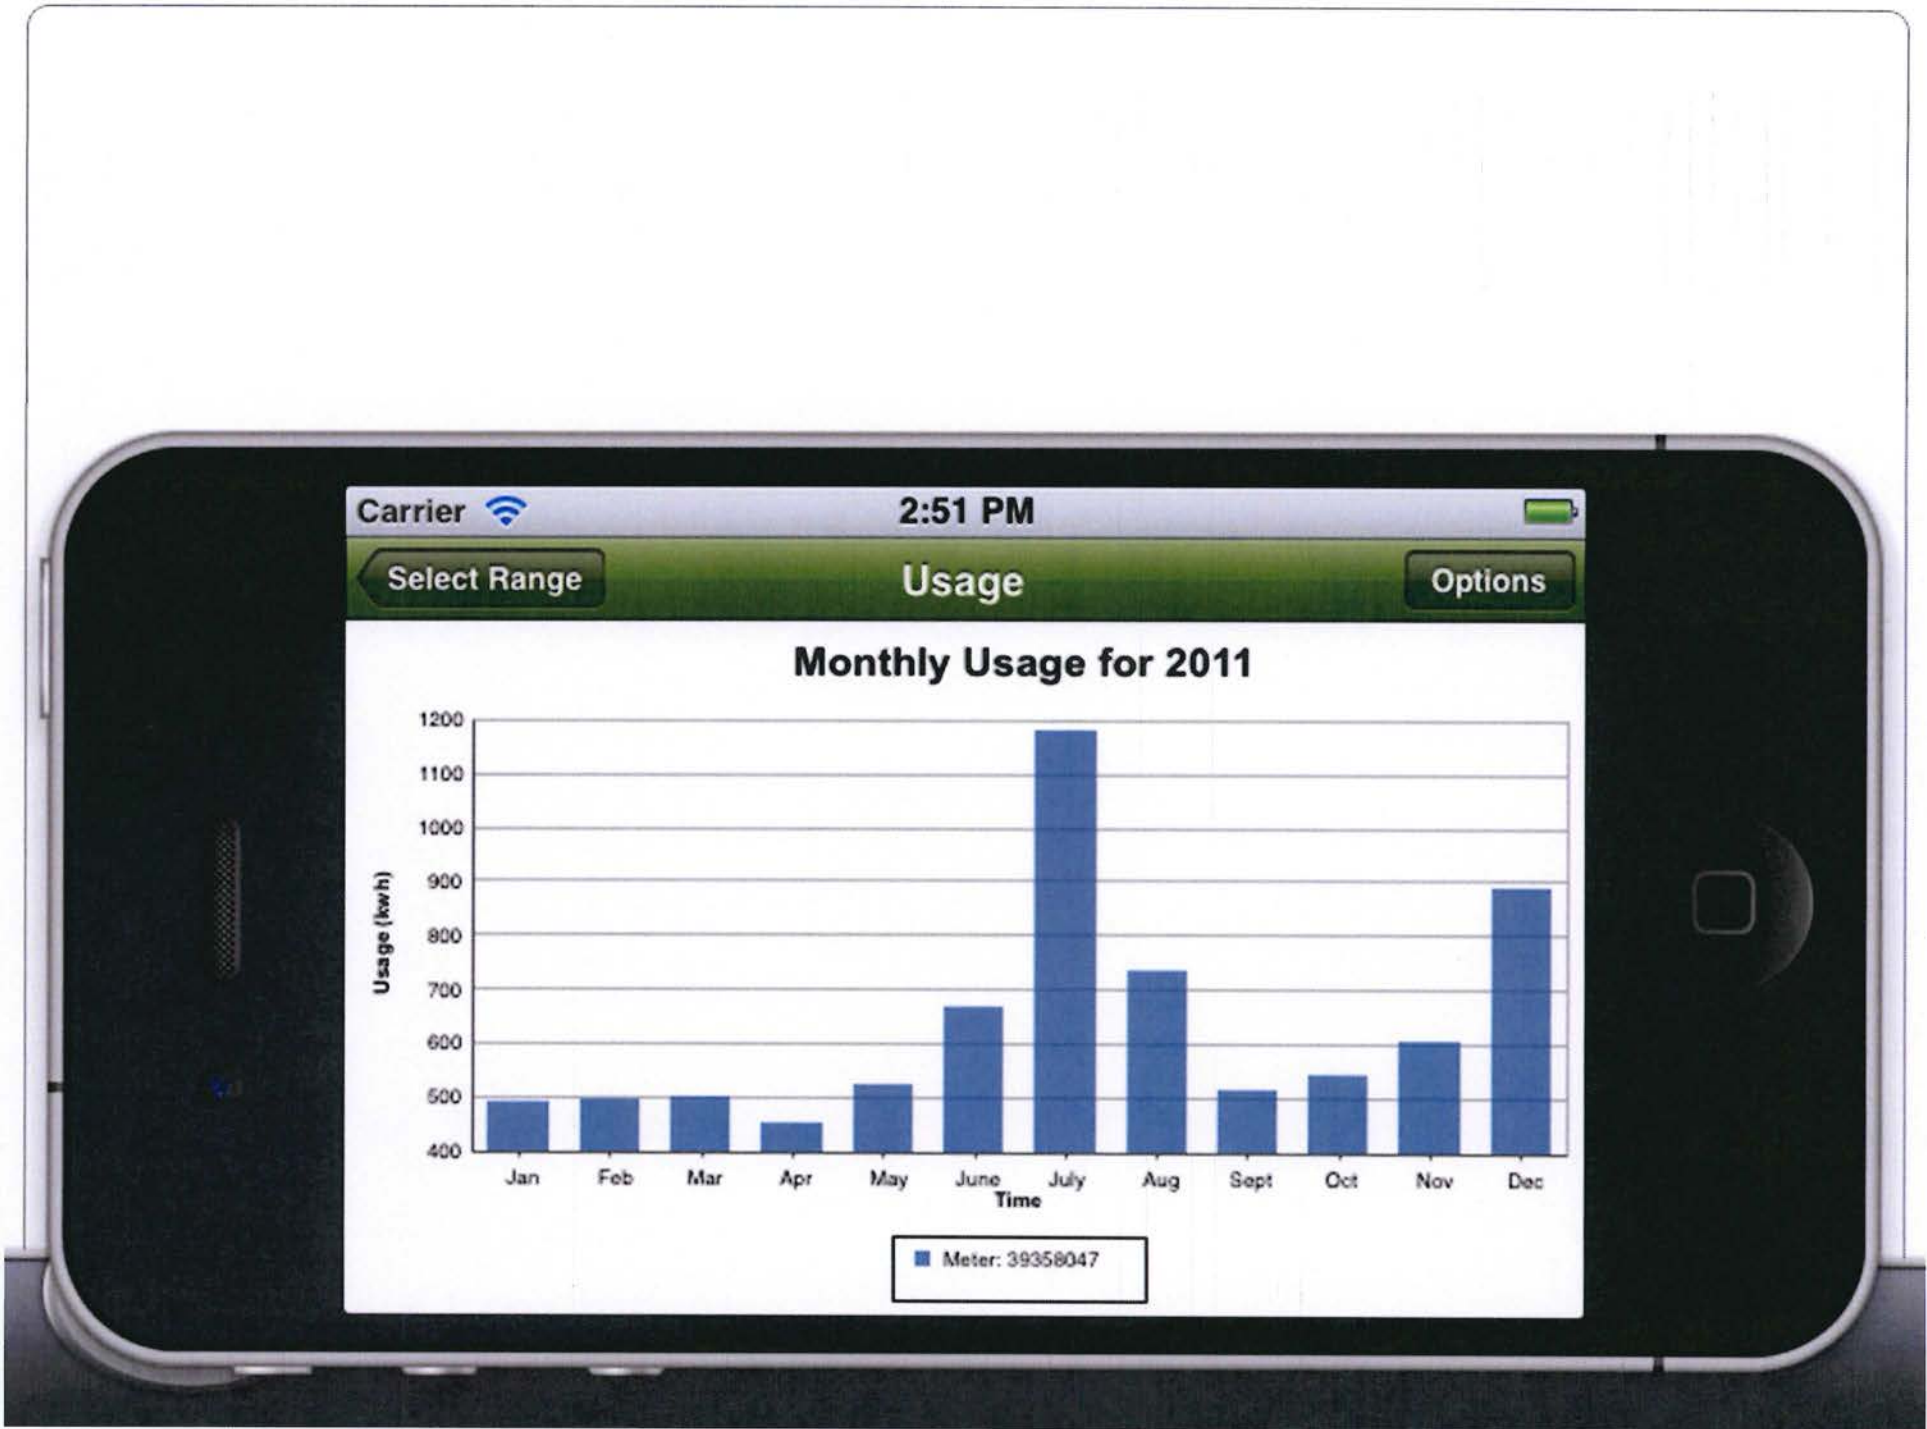 Carrier 2:51 PM
Select Range Usage Options
Monthly Usage for 2011
1200
1100
1000
900
800
700
600
500
400
Usage (kwh)
Jan Feb Mar Apr May June July Aug Sept Oct Nov Dec
Time
Meter: 39358047